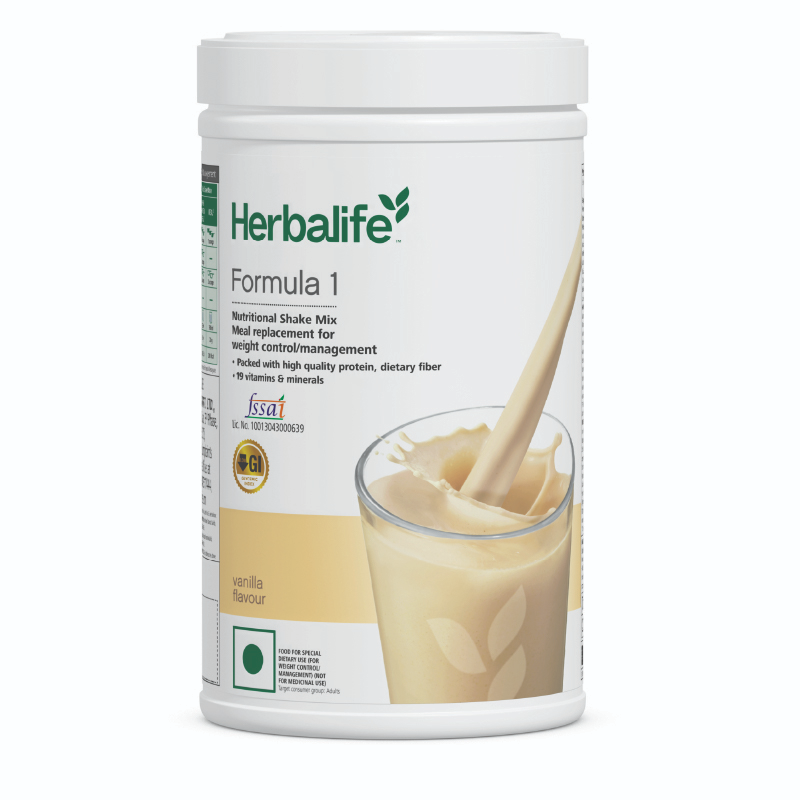 Herbalife
Formula 1
Nutritional Shake Mix
Meal replacement for
weight control/management
• Packed with high quality protein, dietary fiber
• 19 vitamins & minerals
fssai
Lic. No. 10013043000639
GI
vanilla
flavour
FOOD FOR SPECIAL
DIETARY USE (FOR
WEIGHT CONTROL/
MANAGEMENT) (NOT
FOR MEDICINAL USE)
Target consumer group: Adults